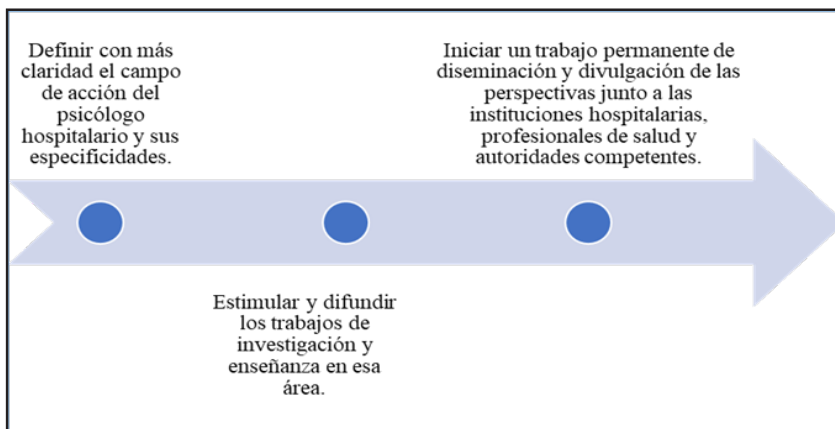 Definir con más
claridad el campo
de acción del
psicólogo
hospitalario y sus
especificidades.
Estimular y difundir
los trabajos de
investigación y
enseñanza en esa
área.
Iniciar un trabajo permanente de
diseminación y divulgación de las
perspectivas junto a las
instituciones hospitalarias,
profesionales de salud y
autoridades competentes.